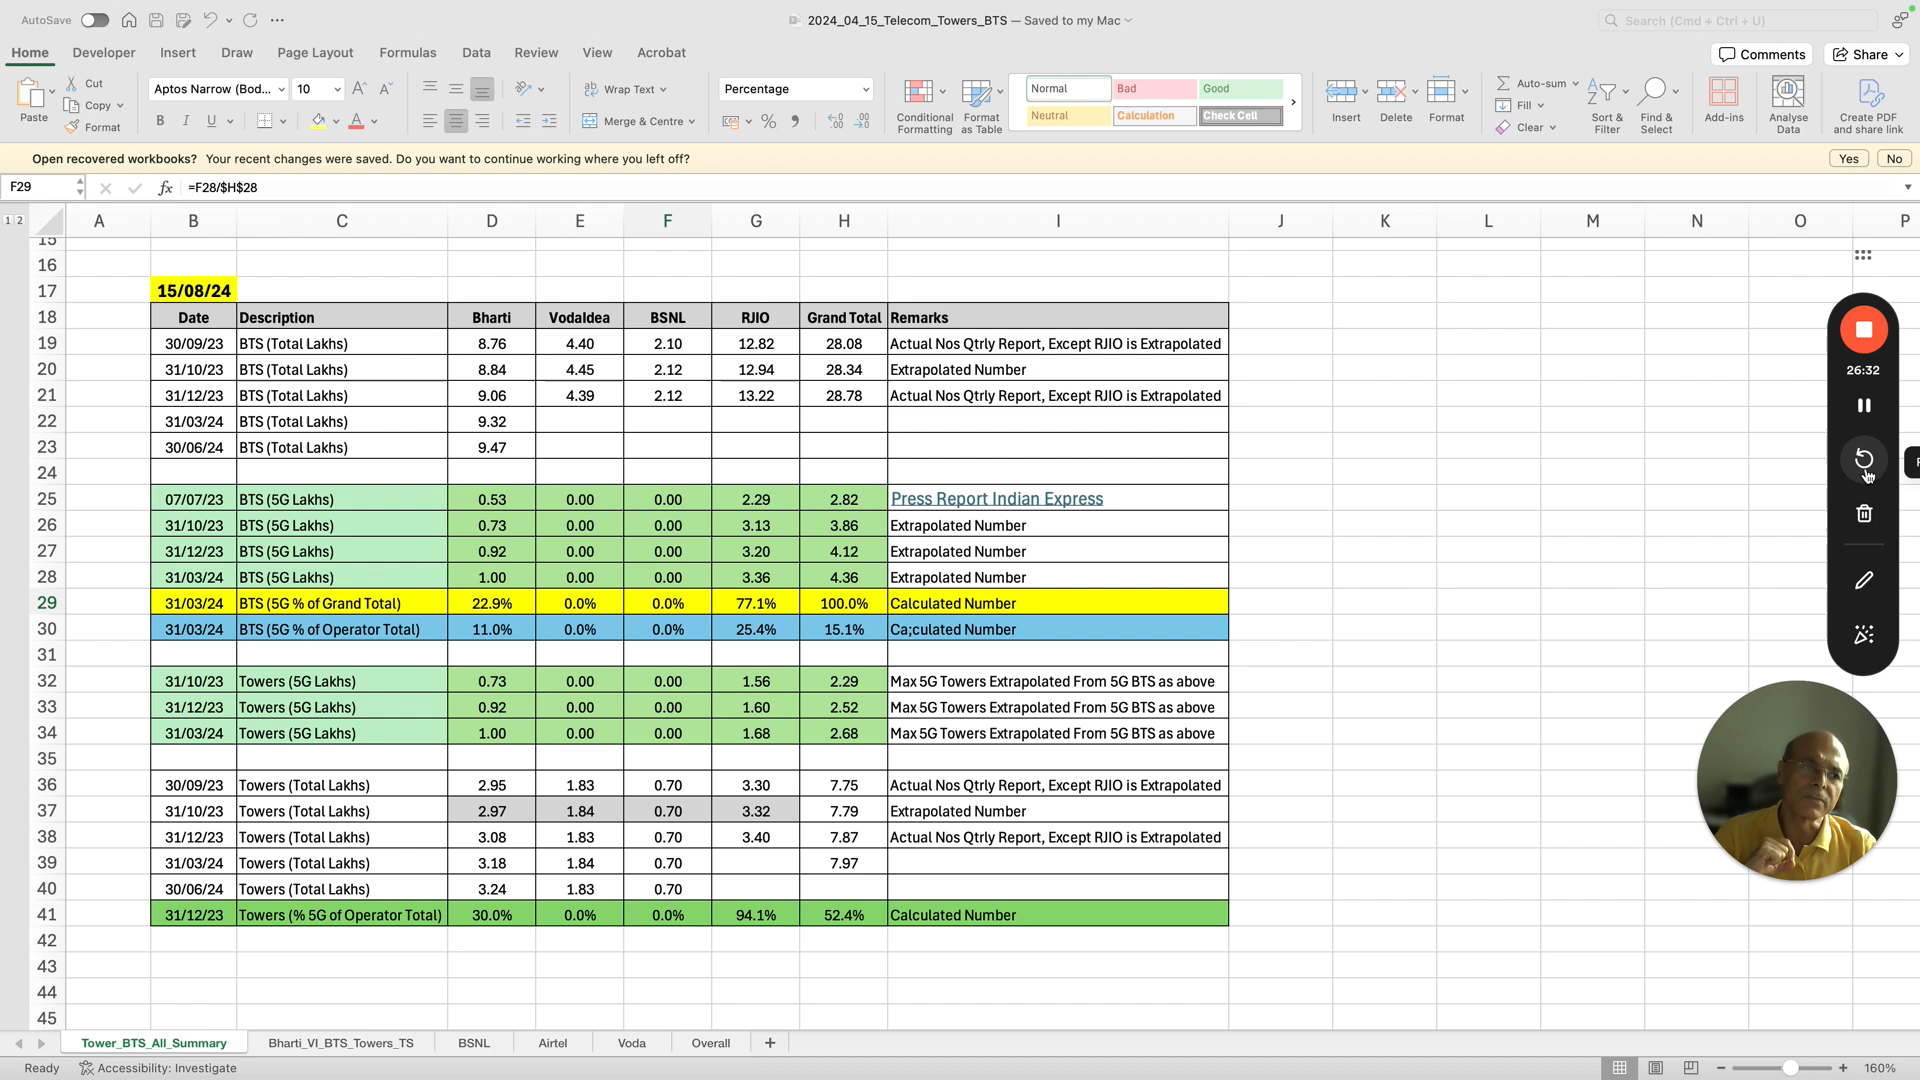 AutoSave
2024_04_15_Telecom_Towers_BTS — Saved to my Mac
Search (Cmd + Ctrl + U)
Home Developer Insert Draw Page Layout Formulas Data Review View Acrobat
Comments Share
Paste Cut Copy Format
Aptos Narrow (Bod... 10
B I U A
Wrap Text
Merge & Centre
Percentage
Conditional Formatting
Format as Table
Normal Bad Good
Neutral Calculation Check Cell
Insert Delete Format
Auto-sum
Fill
Clear
Sort & Filter
Find & Select
Add-ins
Analyse Data
Create PDF and share link
Open recovered workbooks? Your recent changes were saved. Do you want to continue working where you left off? Yes No
F29 fx =F28/$H$28
1 2 A B C D E F G H I J K L M N O P
15
16
17 15/08/24
18 Date Description Bharti VodaIdea BSNL RJIO Grand Total Remarks
19 30/09/23 BTS (Total Lakhs) 8.76 4.40 2.10 12.82 28.08 Actual Nos Qtrly Report, Except RJIO is Extrapolated
20 31/10/23 BTS (Total Lakhs) 8.84 4.45 2.12 12.94 28.34 Extrapolated Number
21 31/12/23 BTS (Total Lakhs) 9.06 4.39 2.12 13.22 28.78 Actual Nos Qtrly Report, Except RJIO is Extrapolated
22 31/03/24 BTS (Total Lakhs) 9.32
23 30/06/24 BTS (Total Lakhs) 9.47
24
25 07/07/23 BTS (5G Lakhs) 0.53 0.00 0.00 2.29 2.82 Press Report Indian Express
26 31/10/23 BTS (5G Lakhs) 0.73 0.00 0.00 3.13 3.86 Extrapolated Number
27 31/12/23 BTS (5G Lakhs) 0.92 0.00 0.00 3.20 4.12 Extrapolated Number
28 31/03/24 BTS (5G Lakhs) 1.00 0.00 0.00 3.36 4.36 Extrapolated Number
29 31/03/24 BTS (5G % of Grand Total) 22.9% 0.0% 0.0% 77.1% 100.0% Calculated Number
30 31/03/24 BTS (5G % of Operator Total) 11.0% 0.0% 0.0% 25.4% 15.1% Ca;culated Number
31
32 31/10/23 Towers (5G Lakhs) 0.73 0.00 0.00 1.56 2.29 Max 5G Towers Extrapolated From 5G BTS as above
33 31/12/23 Towers (5G Lakhs) 0.92 0.00 0.00 1.60 2.52 Max 5G Towers Extrapolated From 5G BTS as above
34 31/03/24 Towers (5G Lakhs) 1.00 0.00 0.00 1.68 2.68 Max 5G Towers Extrapolated From 5G BTS as above
35
36 30/09/23 Towers (Total Lakhs) 2.95 1.83 0.70 3.30 7.75 Actual Nos Qtrly Report, Except RJIO is Extrapolated
37 31/10/23 Towers (Total Lakhs) 2.97 1.84 0.70 3.32 7.79 Extrapolated Number
38 31/12/23 Towers (Total Lakhs) 3.08 1.83 0.70 3.40 7.87 Actual Nos Qtrly Report, Except RJIO is Extrapolated
39 31/03/24 Towers (Total Lakhs) 3.18 1.84 0.70 7.97
40 30/06/24 Towers (Total Lakhs) 3.24 1.83 0.70
41 31/12/23 Towers (% 5G of Operator Total) 30.0% 0.0% 0.0% 94.1% 52.4% Calculated Number
42
43
44
45
26:32
Tower_BTS_All_Summary Bharti_VI_BTS_Towers_TS BSNL Airtel Voda Overall
Ready Accessibility: Investigate 160%